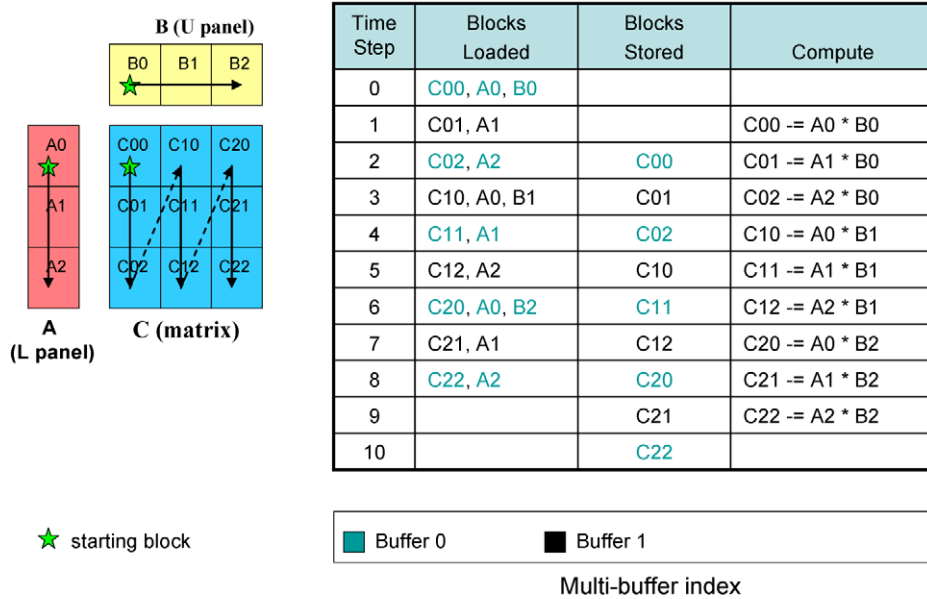 B (U panel)
B0 B1 B2
A0
A1
A2
A
(L panel)
C00 C10 C20
C01 C11 C21
C02 C12 C22
C (matrix)
starting block
Time Step Blocks Loaded Blocks Stored Compute
0 C00, A0, B0
1 C01, A1 C00 -= A0 * B0
2 C02, A2 C00 C01 -= A1 * B0
3 C10, A0, B1 C01 C02 -= A2 * B0
4 C11, A1 C02 C10 -= A0 * B1
5 C12, A2 C10 C11 -= A1 * B1
6 C20, A0, B2 C11 C12 -= A2 * B1
7 C21, A1 C12 C20 -= A0 * B2
8 C22, A2 C20 C21 -= A1 * B2
9 C21 C22 -= A2 * B2
10 C22
Buffer 0 Buffer 1
Multi-buffer index